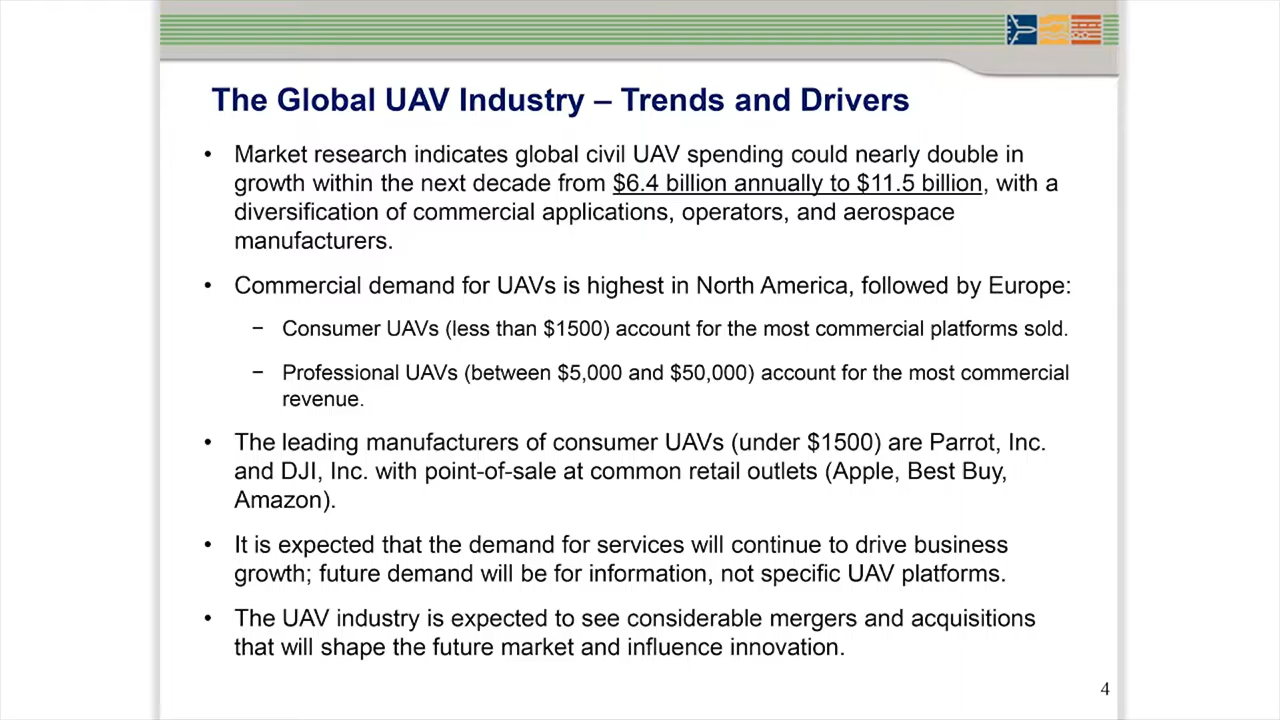 The Global UAV Industry – Trends and Drivers
• Market research indicates global civil UAV spending could nearly double in
growth within the next decade from $6.4 billion annually to $11.5 billion, with a
diversification of commercial applications, operators, and aerospace
manufacturers.
• Commercial demand for UAVs is highest in North America, followed by Europe:
− Consumer UAVs (less than $1500) account for the most commercial platforms sold.
− Professional UAVs (between $5,000 and $50,000) account for the most commercial
revenue.
• The leading manufacturers of consumer UAVs (under $1500) are Parrot, Inc.
and DJI, Inc. with point-of-sale at common retail outlets (Apple, Best Buy,
Amazon).
• It is expected that the demand for services will continue to drive business
growth; future demand will be for information, not specific UAV platforms.
• The UAV industry is expected to see considerable mergers and acquisitions
that will shape the future market and influence innovation.
4